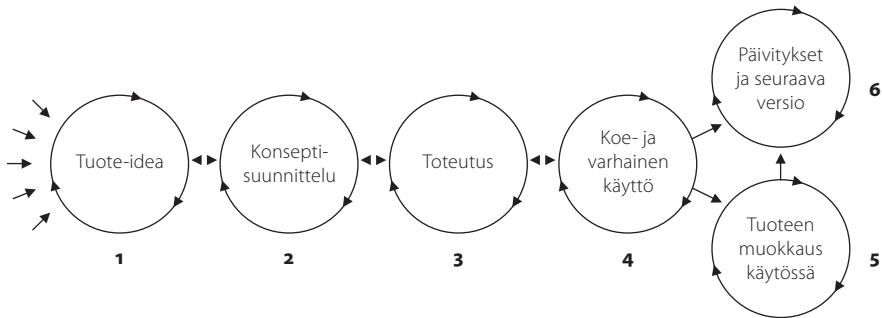 Tuote-idea
1
Konsepti-
suunnittelu
2
Toteutus
3
Koe- ja
varhainen
käyttö
4
Päivitykset
ja seuraava
versio
6
Tuoteen
muokkaus
käytössä
5